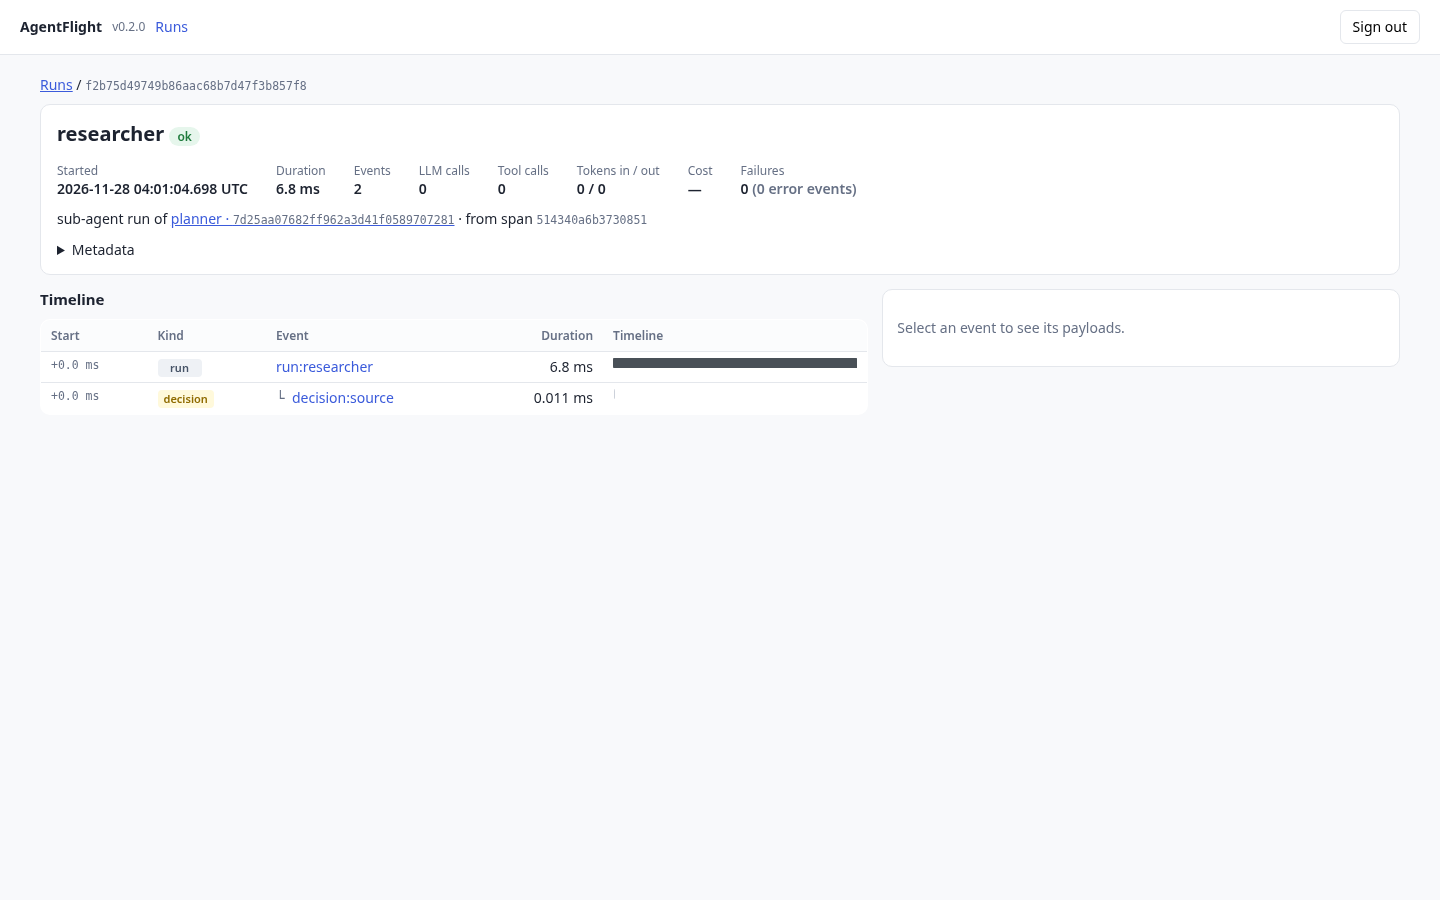 AgentFlight v0.2.0 Runs Sign out
Runs / f2b75d49749b86aac68b7d47f3b857f8
researcher ok
Started Duration Events LLM calls Tool calls Tokens in / out Cost Failures
2026-11-28 04:01:04.698 UTC 6.8 ms 2 0 0 0 / 0 — 0 (0 error events)
sub-agent run of planner · 7d25aa07682ff962a3d41f0589707281 · from span 514340a6b3730851
Metadata
Timeline
Select an event to see its payloads.
Start Kind Event Duration Timeline
+0.0 ms run run:researcher 6.8 ms
+0.0 ms decision └ decision:source 0.011 ms